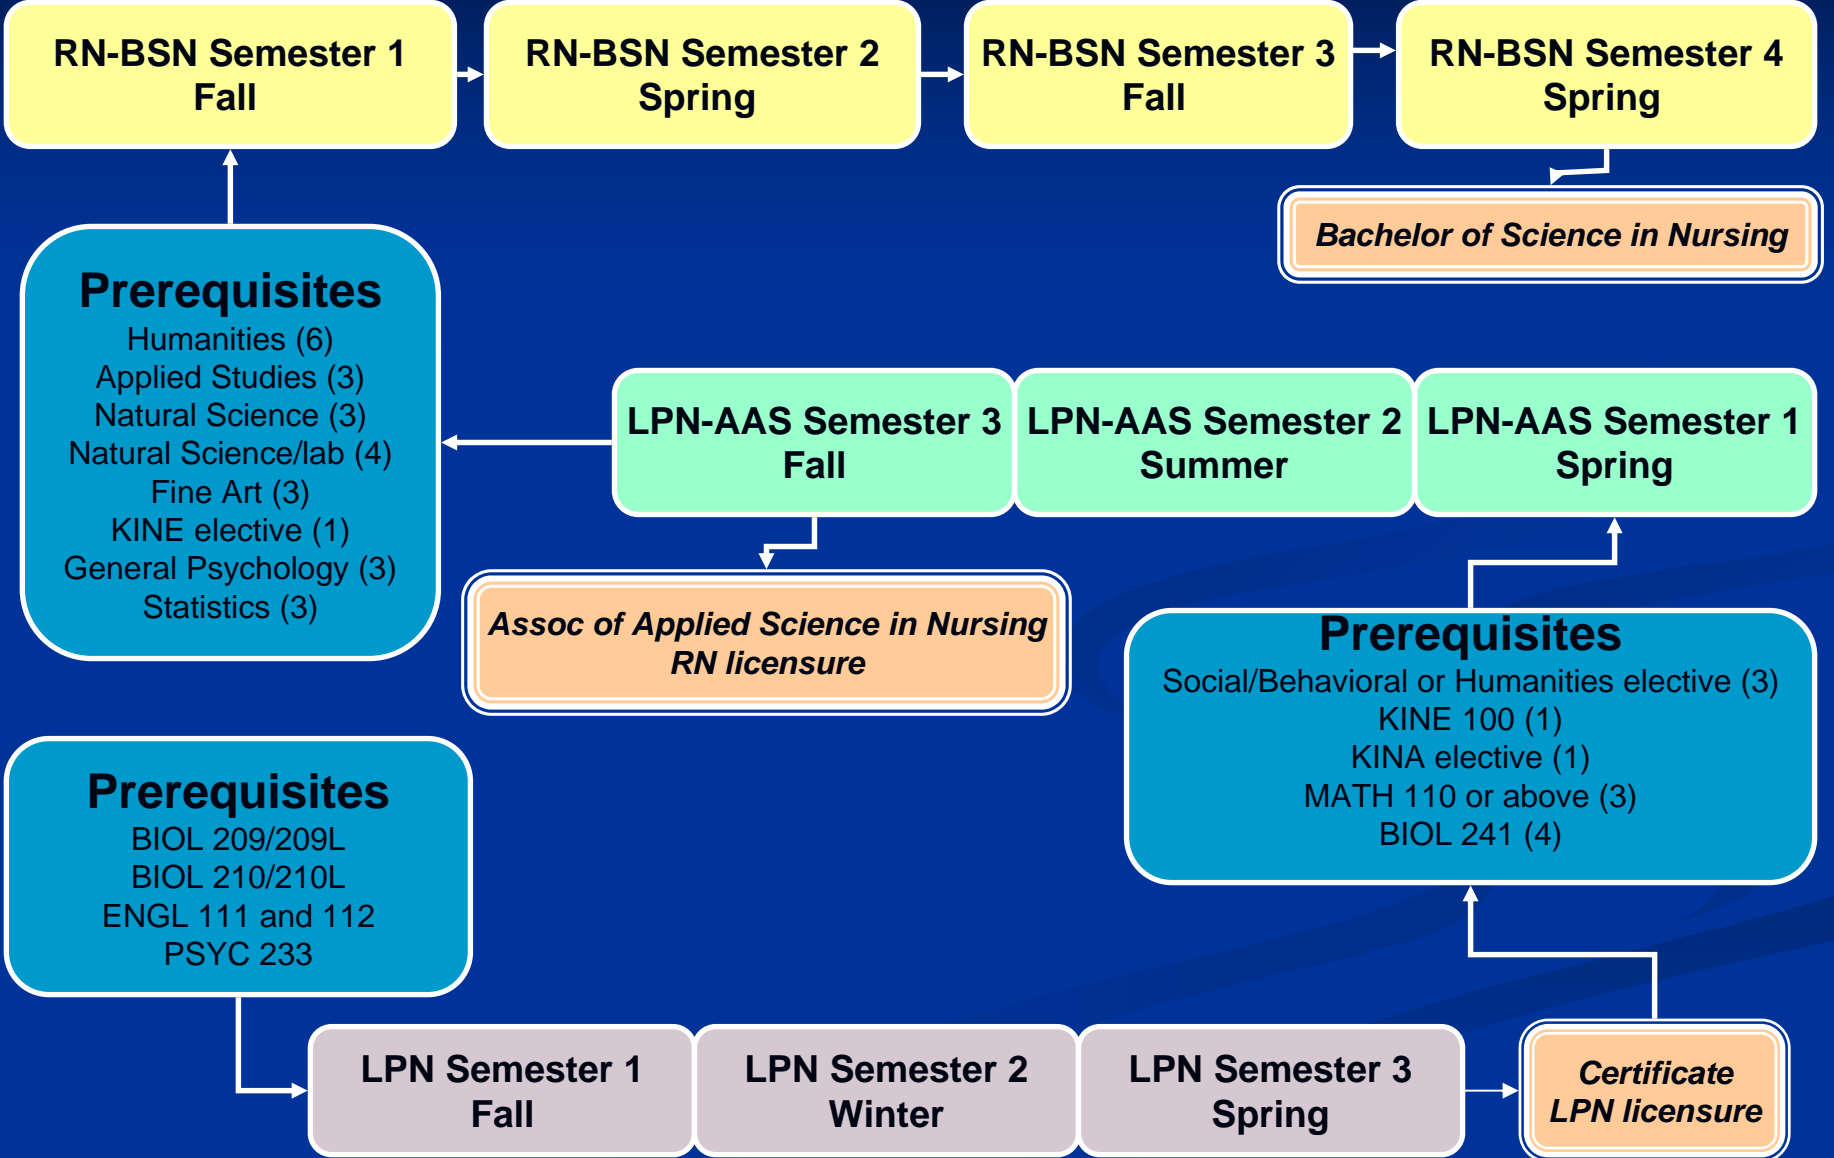 RN-BSN Semester 1
Fall
RN-BSN Semester 2
Spring
RN-BSN Semester 3
Fall
RN-BSN Semester 4
Spring
Bachelor of Science in Nursing
Prerequisites
Humanities (6)
Applied Studies (3)
Natural Science (3)
Natural Science/lab (4)
Fine Art (3)
KINE elective (1)
General Psychology (3)
Statistics (3)
LPN-AAS Semester 3
Fall
LPN-AAS Semester 2
Summer
LPN-AAS Semester 1
Spring
Assoc of Applied Science in Nursing
RN licensure
Prerequisites
Social/Behavioral or Humanities elective (3)
KINE 100 (1)
KINA elective (1)
MATH 110 or above (3)
BIOL 241 (4)
Prerequisites
BIOL 209/209L
BIOL 210/210L
ENGL 111 and 112
PSYC 233
LPN Semester 1
Fall
LPN Semester 2
Winter
LPN Semester 3
Spring
Certificate
LPN licensure